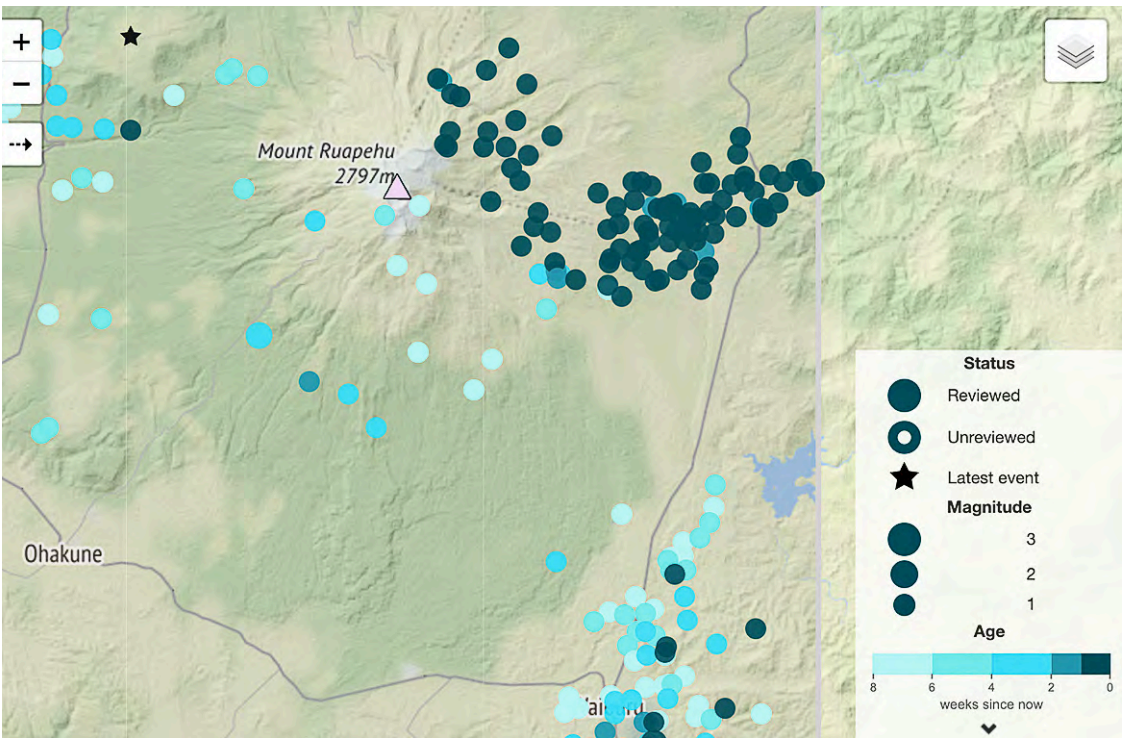 +
−
Mount Ruapehu
2797m
Ohakune
Status
Reviewed
Unreviewed
Latest event
Magnitude
3
2
1
Age
8 6 4 2 0
weeks since now